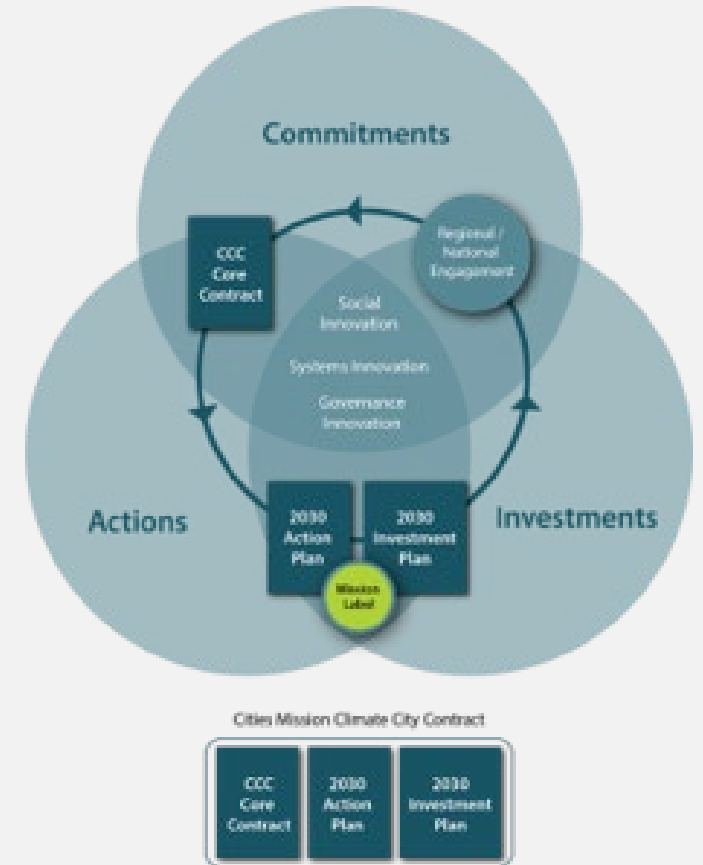 Commitments
Regional /
National
Engagement
CCC
Core
Contract
Social
Innovation
Systems Innovation
Governance
Innovation
Actions
Investments
2030
Action
Plan
2030
Investment
Plan
Mission
Label
Cities Mission Climate City Contract
CCC
Core
Contract
2030
Action
Plan
2030
Investment
Plan